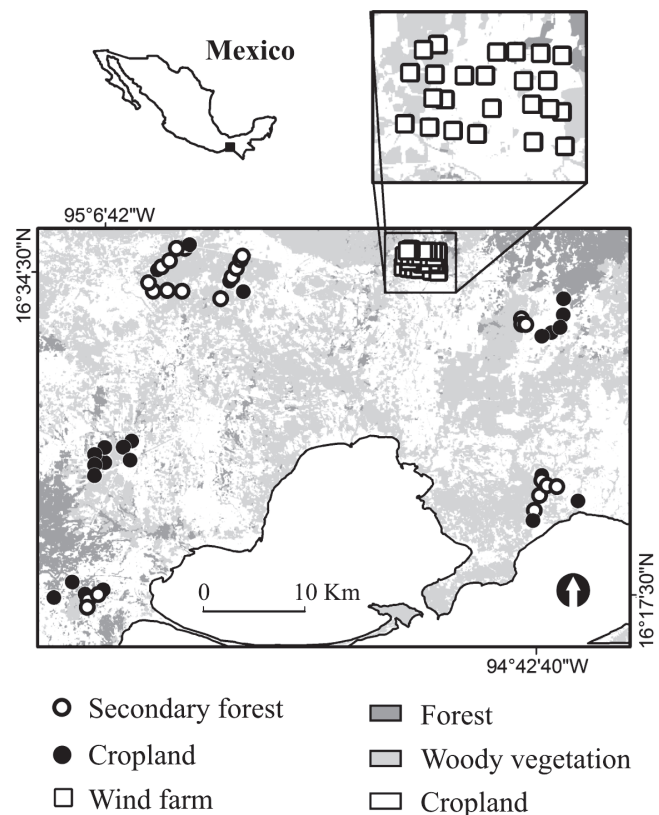 Mexico
95°6'42"W
16°34'30"N
0 10 Km
16°17'30"N
94°42'40"W
Secondary forest
Cropland
Wind farm
Forest
Woody vegetation
Cropland